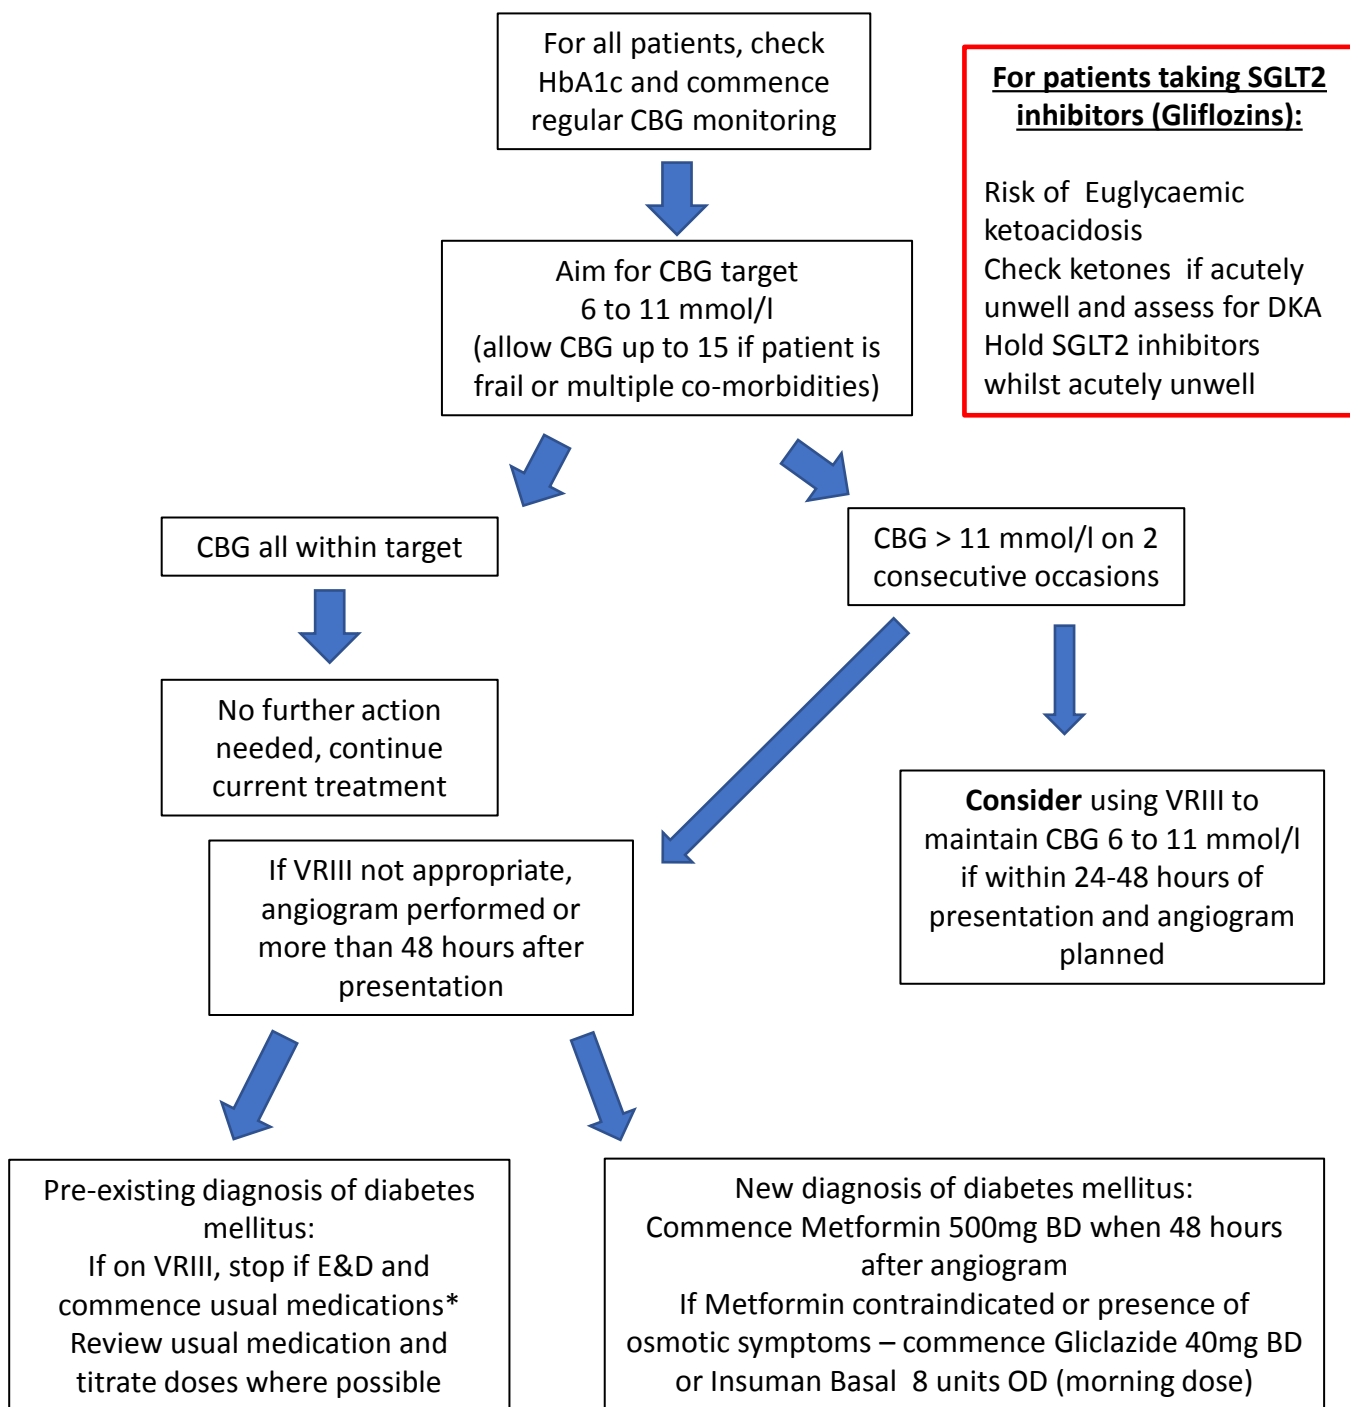 For all patients, check
HbA1c and commence
regular CBG monitoring
For patients taking SGLT2
inhibitors (Gliflozins):
Risk of Euglycaemic
ketoacidosis
Check ketones if acutely
unwell and assess for DKA
Hold SGLT2 inhibitors
whilst acutely unwell
Aim for CBG target
6 to 11 mmol/l
(allow CBG up to 15 if patient is
frail or multiple co-morbidities)
CBG all within target
CBG > 11 mmol/l on 2
consecutive occasions
No further action
needed, continue
current treatment
Consider using VRIII to
maintain CBG 6 to 11 mmol/l
if within 24-48 hours of
presentation and angiogram
planned
If VRIII not appropriate,
angiogram performed or
more than 48 hours after
presentation
Pre-existing diagnosis of diabetes
mellitus:
If on VRIII, stop if E&D and
commence usual medications*
Review usual medication and
titrate doses where possible
New diagnosis of diabetes mellitus:
Commence Metformin 500mg BD when 48 hours
after angiogram
If Metformin contraindicated or presence of
osmotic symptoms – commence Gliclazide 40mg BD
or Insuman Basal 8 units OD (morning dose)